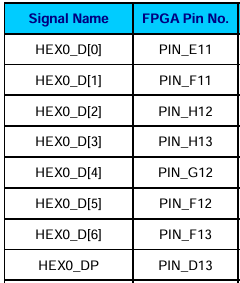 Signal Name FPGA Pin No.
HEX0_D[0] PIN_E11
HEX0_D[1] PIN_F11
HEX0_D[2] PIN_H12
HEX0_D[3] PIN_H13
HEX0_D[4] PIN_G12
HEX0_D[5] PIN_F12
HEX0_D[6] PIN_F13
HEX0_DP PIN_D13